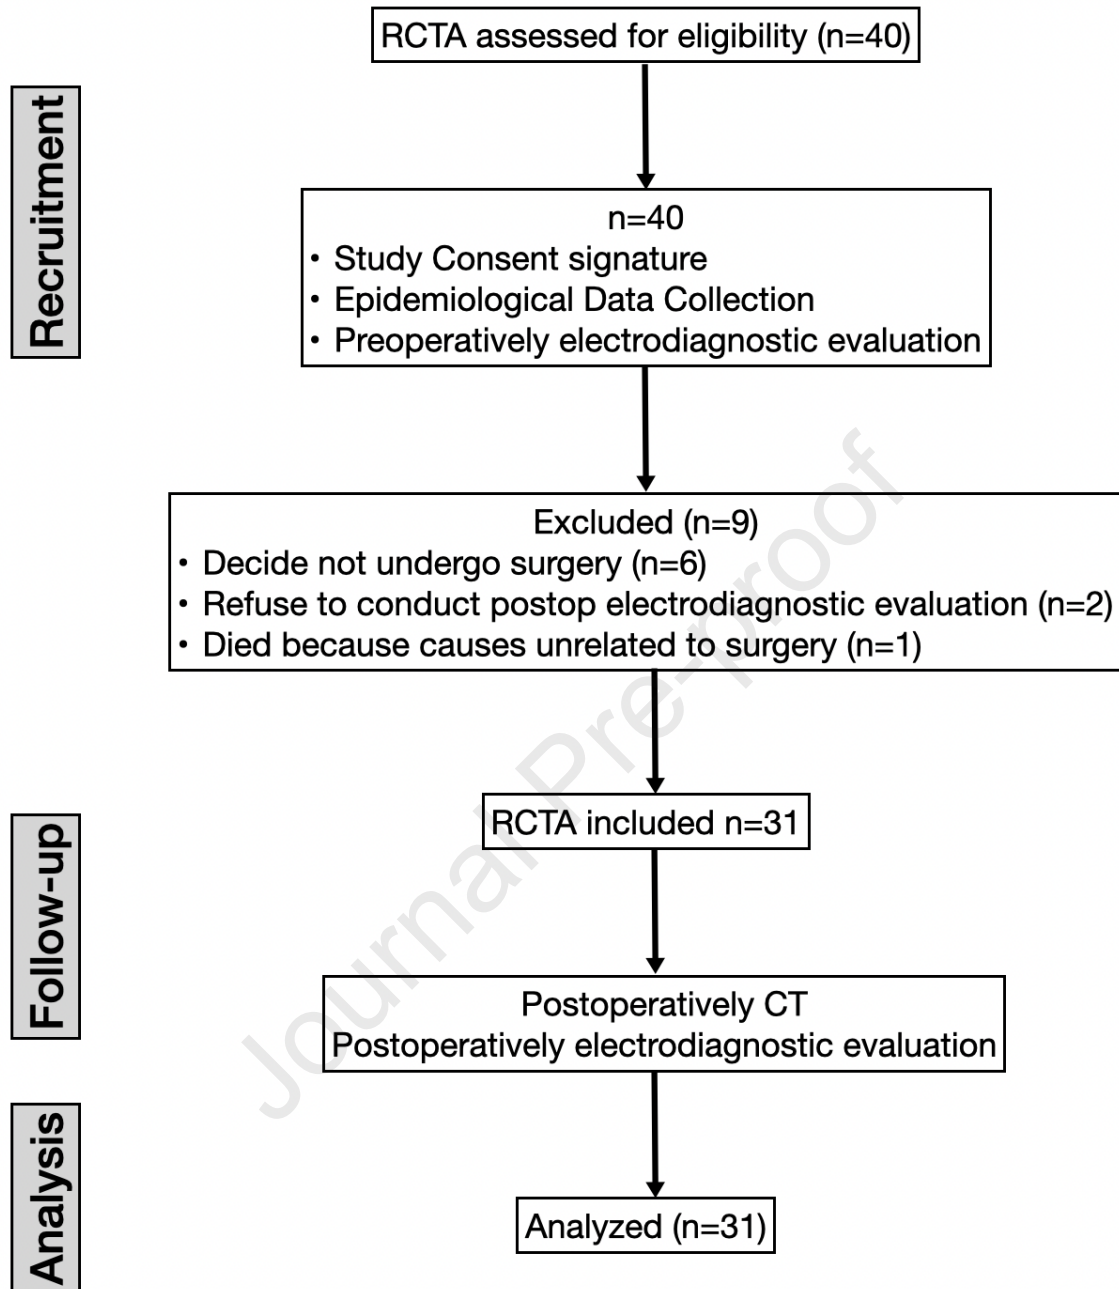 RCTA assessed for eligibility (n=40)
Recruitment
n=40
• Study Consent signature
• Epidemiological Data Collection
• Preoperatively electrodiagnostic evaluation
Excluded (n=9)
• Decide not undergo surgery (n=6)
• Refuse to conduct postop electrodiagnostic evaluation (n=2)
• Died because causes unrelated to surgery (n=1)
Journal Pre-proof
RCTA included n=31
Follow-up
Postoperatively CT
Postoperatively electrodiagnostic evaluation
Analysis
Analyzed (n=31)